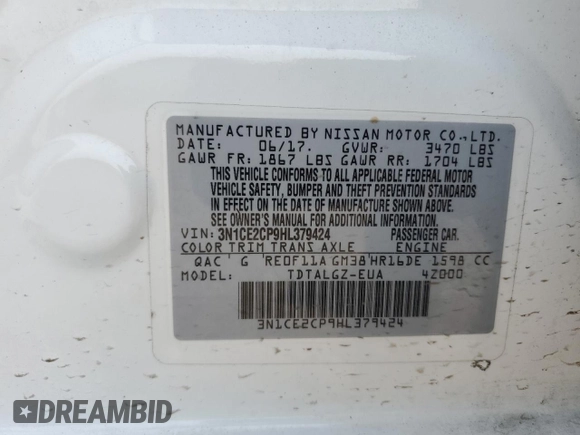 MANUFACTURED BY NISSAN MOTOR CO.,LTD.
DATE: 06/17. GVWR: 3470 LBS
GAWR FR: 1867 LBS GAWR RR: 1704 LBS
THIS VEHICLE CONFORMS TO ALL APPLICABLE FEDERAL MOTOR
VEHICLE SAFETY, BUMPER AND THEFT PREVENTION STANDARDS
IN EFFECT ON THE DATE OF MANUFACTURE SHOWN ABOVE.
SEE OWNER'S MANUAL FOR ADDITIONAL INFORMATION.
VIN: 3N1CE2CP9HL379424 PASSENGER CAR.
COLOR TRIM TRANS AXLE ENGINE
QAC G RE0F11A GM38 HR16DE 1598 CC
MODEL: TDTALGZ-EUA 4Z000
3N1CE2CP9HL379424
DREAMBID